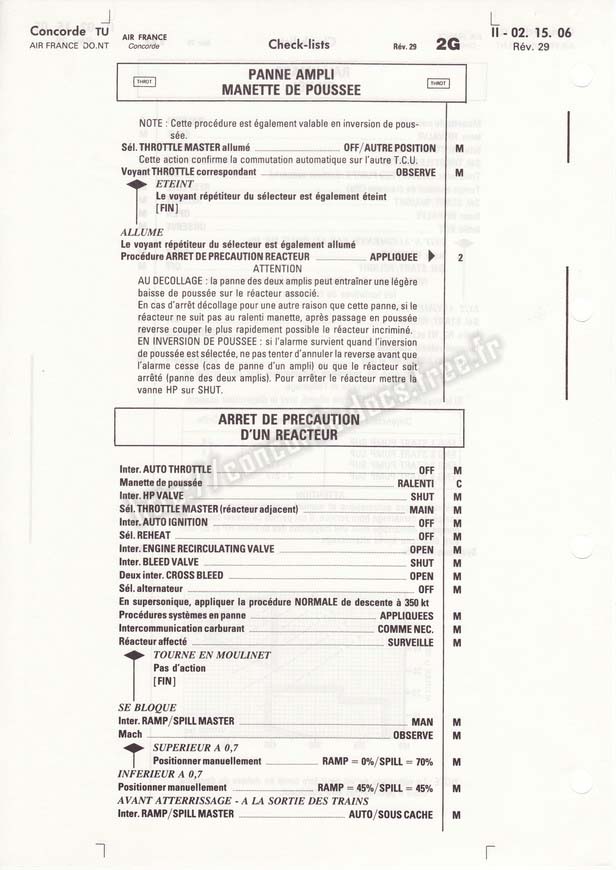 Concorde TU
AIR FRANCE DO.NT
AIR FRANCE
Concorde
Check-lists
Rév. 29
2G
II - 02. 15. 06
Rév. 29
THROT
PANNE AMPLI
MANETTE DE POUSSEE
THROT
NOTE : Cette procédure est également valable en inversion de pous-
sée.
Sél. THROTTLE MASTER allumé OFF/AUTRE POSITION M
Cette action confirme la commutation automatique sur l'autre T.C.U.
Voyant THROTTLE correspondant OBSERVE M
ETEINT
Le voyant répétiteur du sélecteur est également éteint
[FIN]
ALLUME
Le voyant répétiteur du sélecteur est également allumé
Procédure ARRET DE PRECAUTION REACTEUR APPLIQUEE 2
ATTENTION
AU DECOLLAGE : la panne des deux amplis peut entraîner une légère
baisse de poussée sur le réacteur associé.
En cas d'arrêt décollage pour une autre raison que cette panne, si le
réacteur ne suit pas au ralenti manette, après passage en poussée
reverse couper le plus rapidement possible le réacteur incriminé.
EN INVERSION DE POUSSEE : si l'alarme survient quand l'inversion
de poussée est sélectée, ne pas tenter d'annuler la reverse avant que
l'alarme cesse (cas de panne d'un ampli) ou que le réacteur soit
arrêté (panne des deux amplis). Pour arrêter le réacteur mettre la
vanne HP sur SHUT.
ARRET DE PRECAUTION
D'UN REACTEUR
Inter. AUTO THROTTLE OFF M
Manette de poussée RALENTI C
Inter. HP VALVE SHUT M
Sél. THROTTLE MASTER (réacteur adjacent) MAIN M
Inter. AUTO IGNITION OFF M
Sél. REHEAT OFF M
Inter. ENGINE RECIRCULATING VALVE OPEN M
Inter. BLEED VALVE SHUT M
Deux inter. CROSS BLEED OPEN M
Sél. alternateur OFF M
En supersonique, appliquer la procédure NORMALE de descente à 350 kt
Procédures systèmes en panne APPLIQUEES M
Intercommunication carburant COMME NEC. M
Réacteur affecté SURVEILLE M
TOURNE EN MOULINET
Pas d'action
[FIN]
SE BLOQUE
Inter. RAMP/SPILL MASTER MAN M
Mach OBSERVE M
SUPERIEUR A 0,7
Positionner manuellement RAMP = 0%/SPILL = 70% M
INFERIEUR A 0,7
Positionner manuellement RAMP = 45%/SPILL = 45% M
AVANT ATTERRISSAGE - A LA SORTIE DES TRAINS
Inter. RAMP/SPILL MASTER AUTO/SOUS CACHE M
http://concordedocs.free.fr